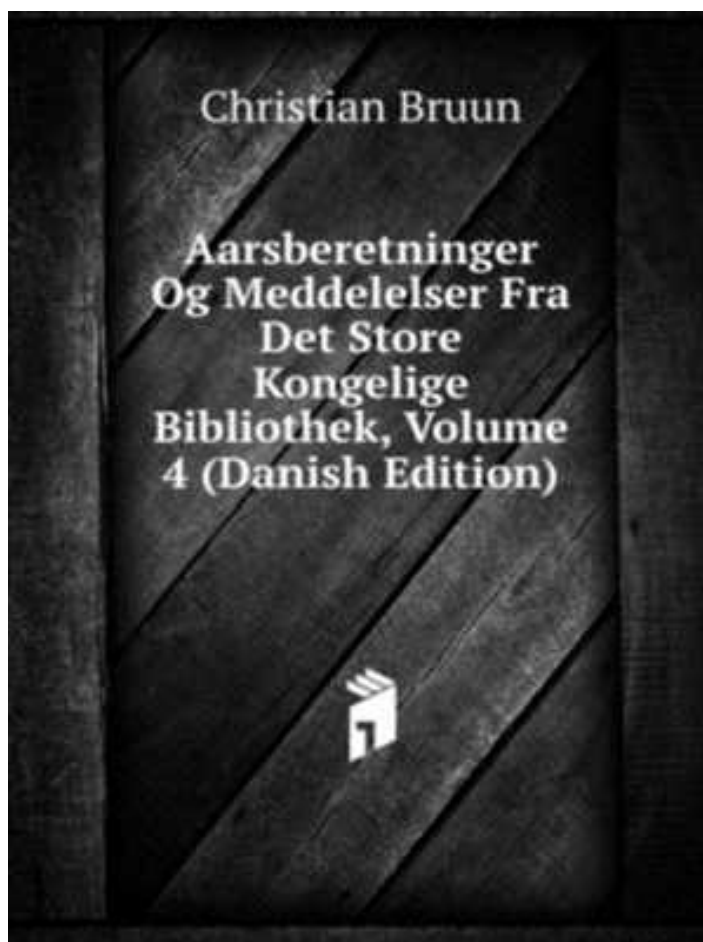 Christian Bruun
Aarsberetninger
Og Meddelelser Fra
Det Store
Kongelige
Bibliothek, Volume
4 (Danish Edition)